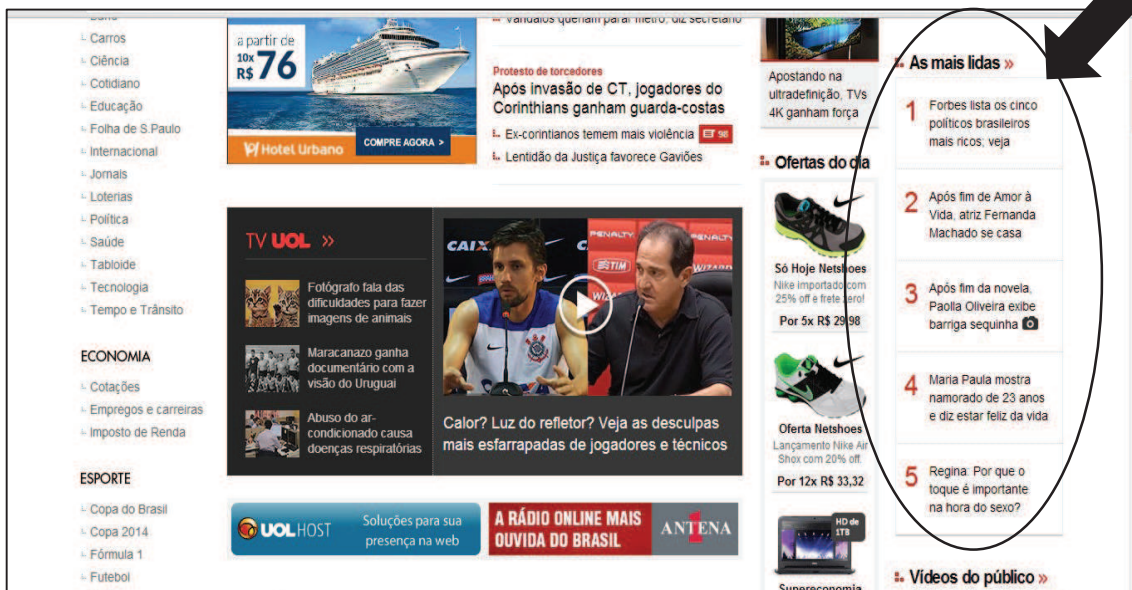 Carros
Ciência
Cotidiano
Educação
Folha de S.Paulo
Internacional
Jornais
Loterias
Política
Saúde
Tabloide
Tecnologia
Tempo e Trânsito
ECONOMIA
Cotações
Empregos e carreiras
Imposto de Renda
ESPORTE
Copa do Brasil
Copa 2014
Fórmula 1
Futebol
a partir de
10x
R$ 76
Hotel Urbano
COMPRE AGORA >
Vândalos queriam parar metrô, diz secretário
Protesto de torcedores
Após invasão de CT, jogadores do
Corinthians ganham guarda-costas
Ex-corintianos temem mais violência 98
Lentidão da Justiça favorece Gaviões
TV UOL »
Fotógrafo fala das
dificuldades para fazer
imagens de animais
Maracanazo ganha
documentário com a
visão do Uruguai
Abuso do ar-
condicionado causa
doenças respiratórias
CAIX
PENALTY
PENALTY
TIM
WIZARD
Calor? Luz do refletor? Veja as desculpas
mais esfarrapadas de jogadores e técnicos
UOLHOST
Soluções para sua
presença na web
A RÁDIO ONLINE MAIS
OUVIDA DO BRASIL
ANTENA 1
Apostando na
ultradefinição, TVs
4K ganham força
Ofertas do dia
Só Hoje Netshoes
Nike importado com
25% off e frete zero!
Por 5x R$ 29,98
Oferta Netshoes
Lançamento Nike Air
Shox com 20% off.
Por 12x R$ 33,32
HD de
1TB
Supereconomia
As mais lidas »
1 Forbes lista os cinco
políticos brasileiros
mais ricos; veja
2 Após fim de Amor à
Vida, atriz Fernanda
Machado se casa
3 Após fim da novela,
Paolla Oliveira exibe
barriga sequinha
4 Maria Paula mostra
namorado de 23 anos
e diz estar feliz da vida
5 Regina: Por que o
toque é importante
na hora do sexo?
Vídeos do público »